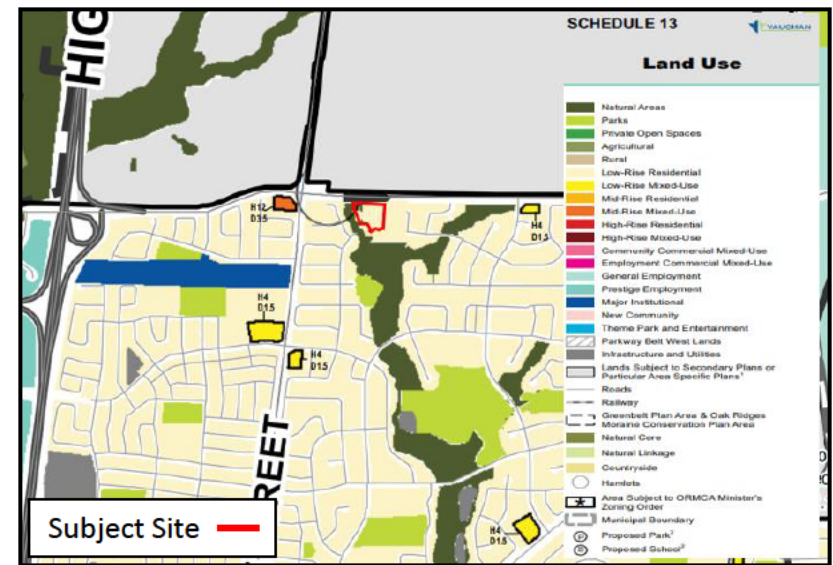 HIG
SCHEDULE 13
VAUGHAN
Land Use
Natural Areas
Parks
Private Open Spaces
Agricultural
Rural
Low-Rise Residential
Low-Rise Mixed-Use
Mid-Rise Residential
Mid-Rise Mixed-Use
High-Rise Residential
High-Rise Mixed-Use
Community Commercial Mixed-Use
Employment Commercial Mixed-Use
General Employment
Prestige Employment
Major Institutional
New Community
Theme Park and Entertainment
Parkway Belt West Lands
Infrastructure and Utilities
Lands Subject to Secondary Plans or
Particular Area Specific Plans¹
Roads
Railway
Greenbelt Plan Area & Oak Ridges
Moraine Conservation Plan Area
Natural Core
Natural Linkage
Countryside
Hamlets
Area Subject to ORMCA Minister's
Zoning Order
Municipal Boundary
Proposed Park²
Proposed School²
H12
D3.5
H4
D1.5
H4
D1.5
H4
D1.5
REET
H4
D1.5
Subject Site